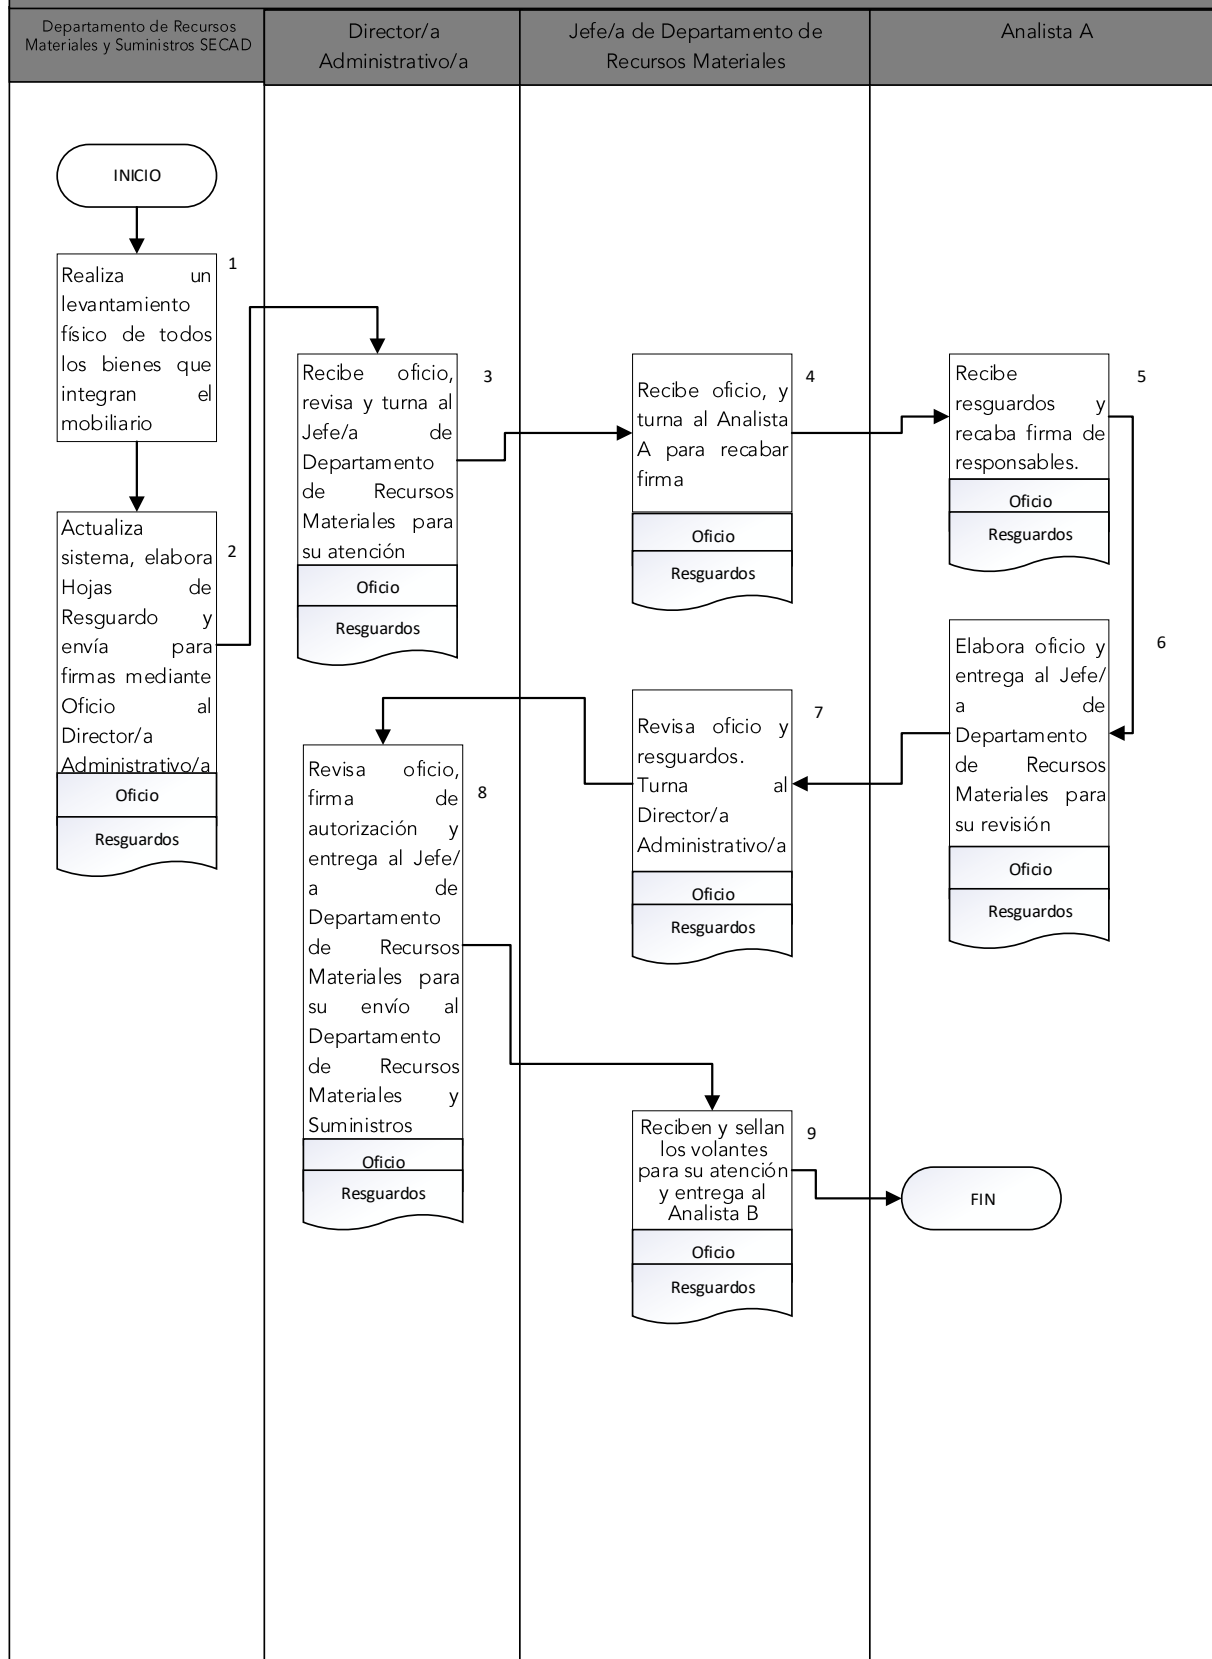 Departamento de Recursos
Materiales y Suministros SECAD
Director/a
Administrativo/a
Jefe/a de Departamento de
Recursos Materiales
Analista A
INICIO
1
Realiza un
levantamiento
físico de todos
los bienes que
integran el
mobiliario
2
Actualiza
sistema, elabora
Hojas de
Resguardo y
envía para
firmas mediante
Oficio al
Director/a
Administrativo/a
Oficio
Resguardos
3
Recibe oficio,
revisa y turna al
Jefe/a de
Departamento
de Recursos
Materiales para
su atención
Oficio
Resguardos
4
Recibe oficio, y
turna al Analista
A para recabar
firma
Oficio
Resguardos
5
Recibe
resguardos y
recaba firma de
responsables.
Oficio
Resguardos
6
Elabora oficio y
entrega al Jefe/
a de
Departamento
de Recursos
Materiales para
su revisión
Oficio
Resguardos
7
Revisa oficio y
resguardos.
Turna al
Director/a
Administrativo/a
Oficio
Resguardos
8
Revisa oficio,
firma de
autorización y
entrega al Jefe/
a de
Departamento
de Recursos
Materiales para
su envío al
Departamento
de Recursos
Materiales y
Suministros
Oficio
Resguardos
9
Reciben y sellan
los volantes
para su atención
y entrega al
Analista B
Oficio
Resguardos
FIN